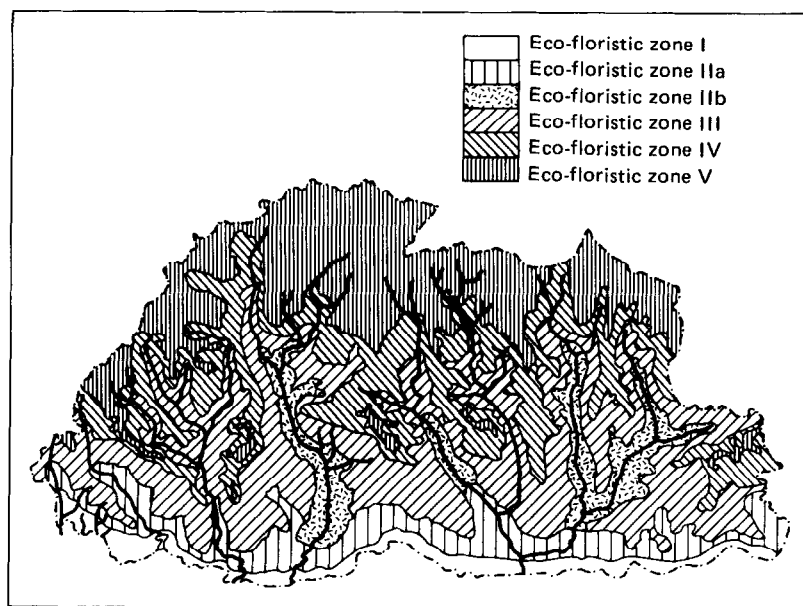 Eco-floristic zone I
Eco-floristic zone IIa
Eco-floristic zone IIb
Eco-floristic zone III
Eco-floristic zone IV
Eco-floristic zone V